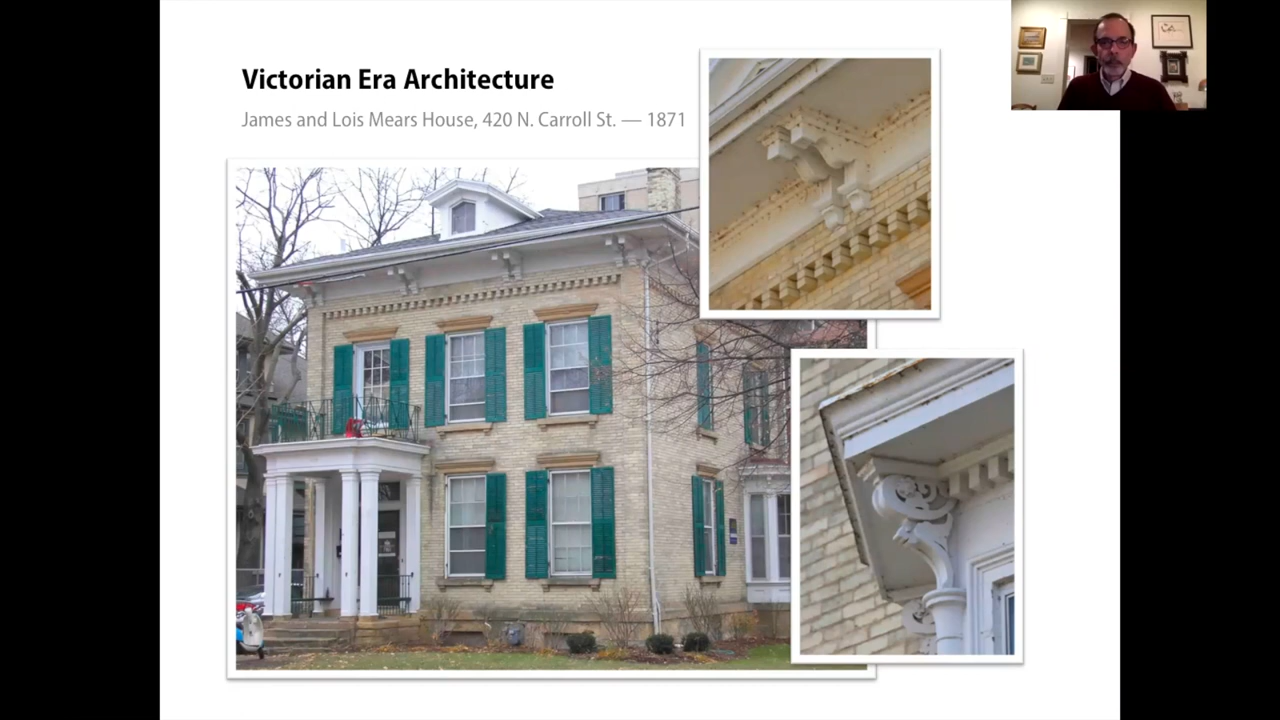 Victorian Era Architecture
James and Lois Mears House, 420 N. Carroll St. — 1871